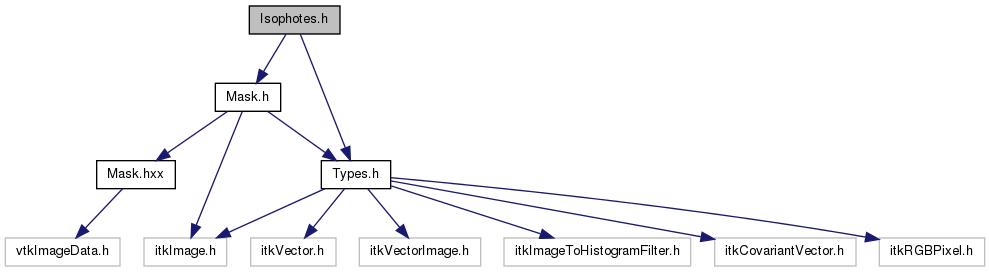 Isophotes.h
Mask.h
Mask.hxx
Types.h
vtkImageData.h
itkImage.h
itkVector.h
itkVectorImage.h
itkImageToHistogramFilter.h
itkCovariantVector.h
itkRGBPixel.h